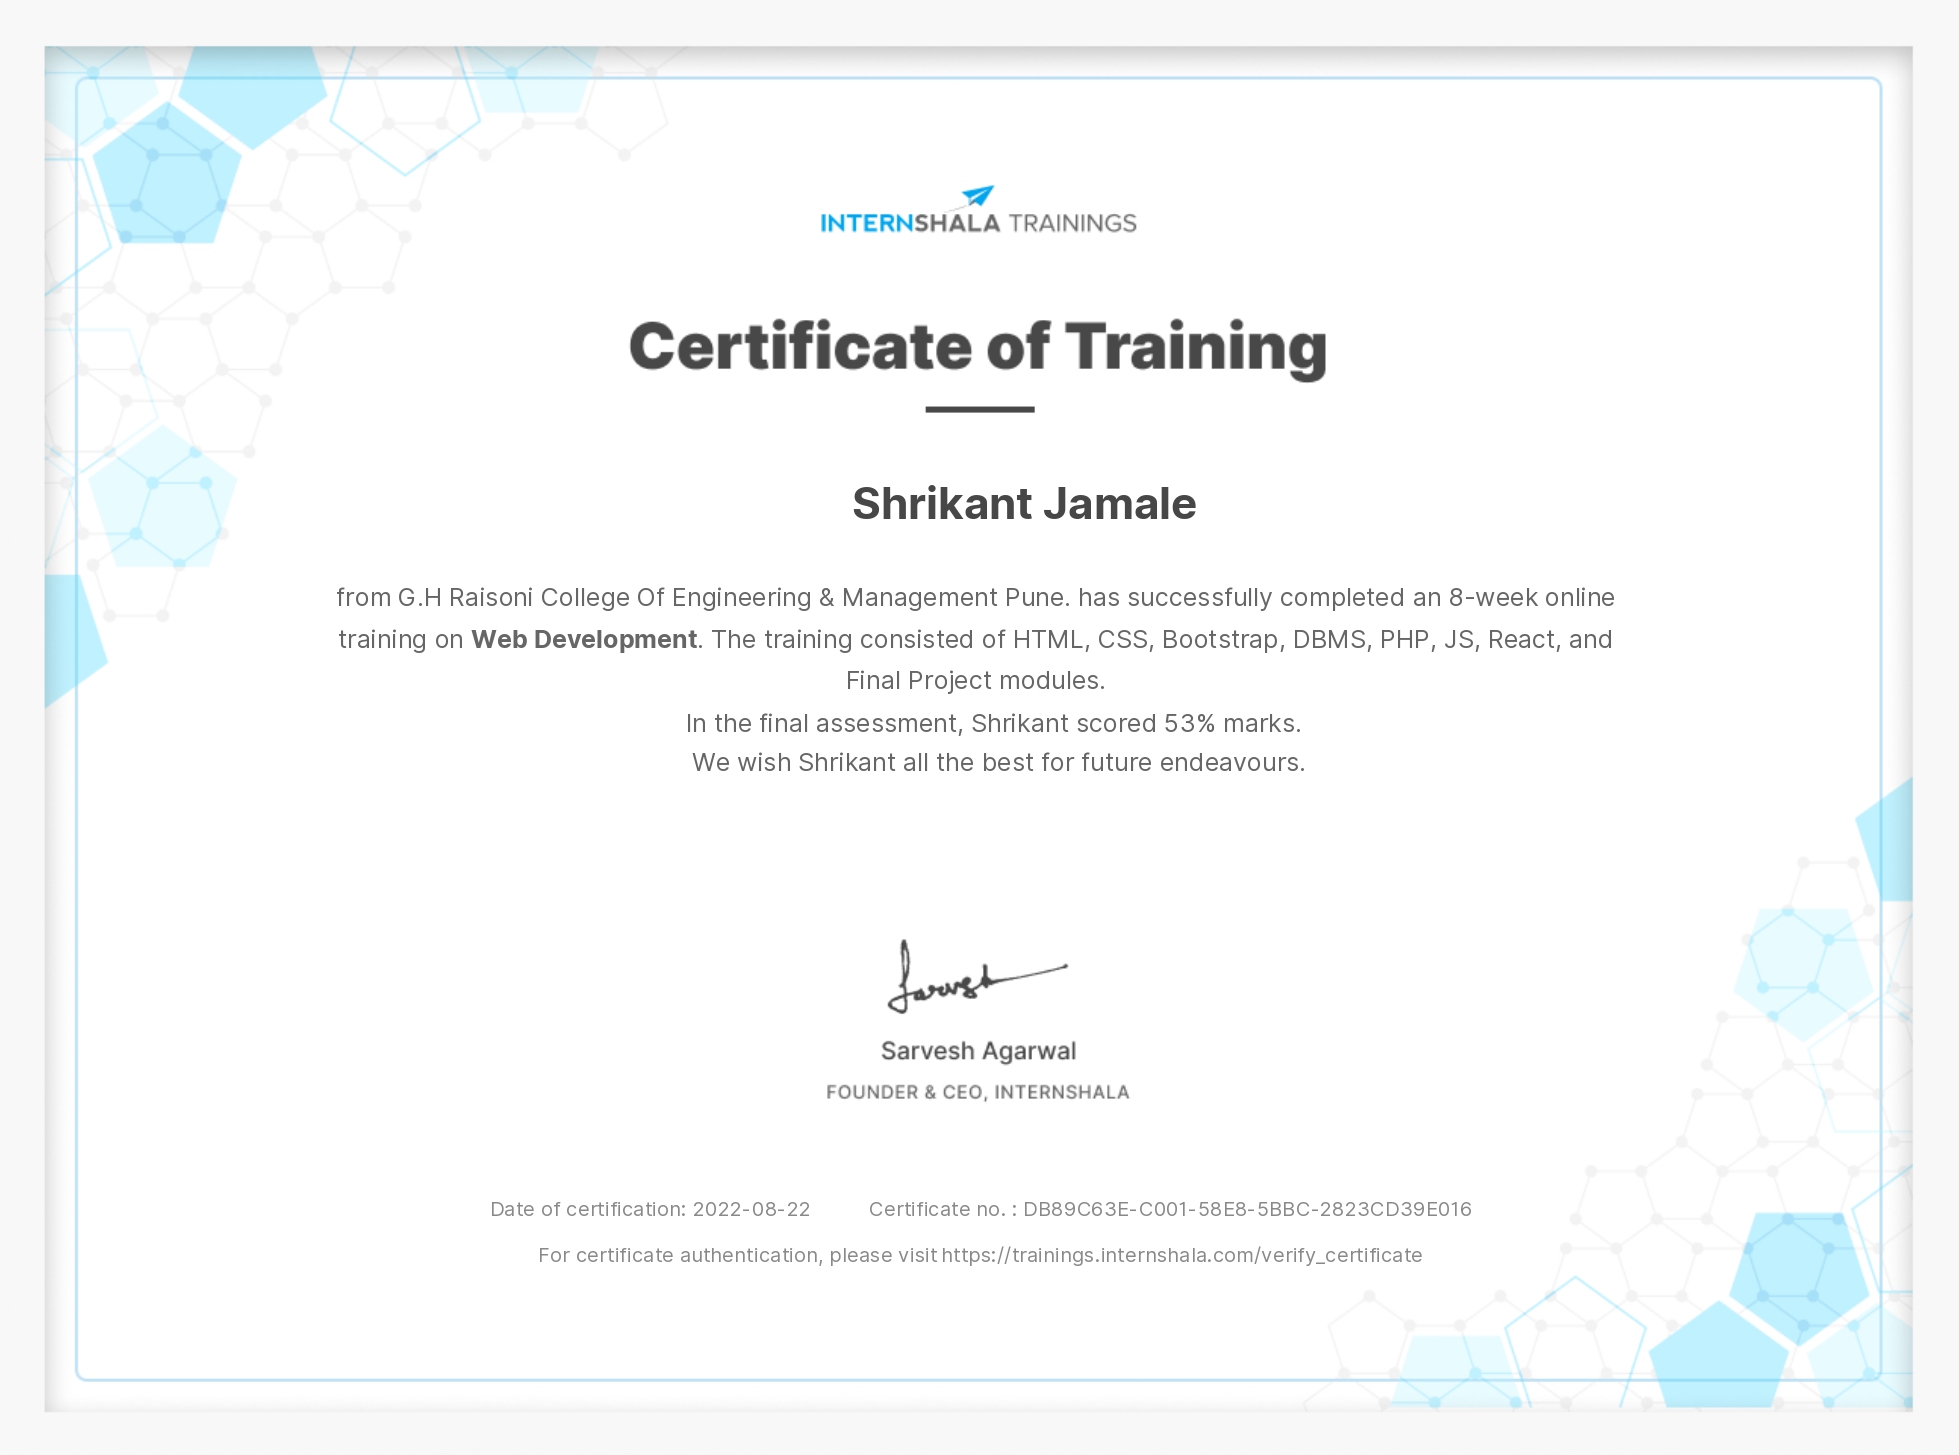 INTERNSHALA TRAININGS
Certificate of Training
Shrikant Jamale
from G.H Raisoni College Of Engineering & Management Pune. has successfully completed an 8-week online
training on Web Development. The training consisted of HTML, CSS, Bootstrap, DBMS, PHP, JS, React, and
Final Project modules.
In the final assessment, Shrikant scored 53% marks.
We wish Shrikant all the best for future endeavours.
Sarvesh
Sarvesh Agarwal
FOUNDER & CEO, INTERNSHALA
Date of certification: 2022-08-22 Certificate no. : DB89C63E-C001-58E8-5BBC-2823CD39E016
For certificate authentication, please visit https://trainings.internshala.com/verify_certificate